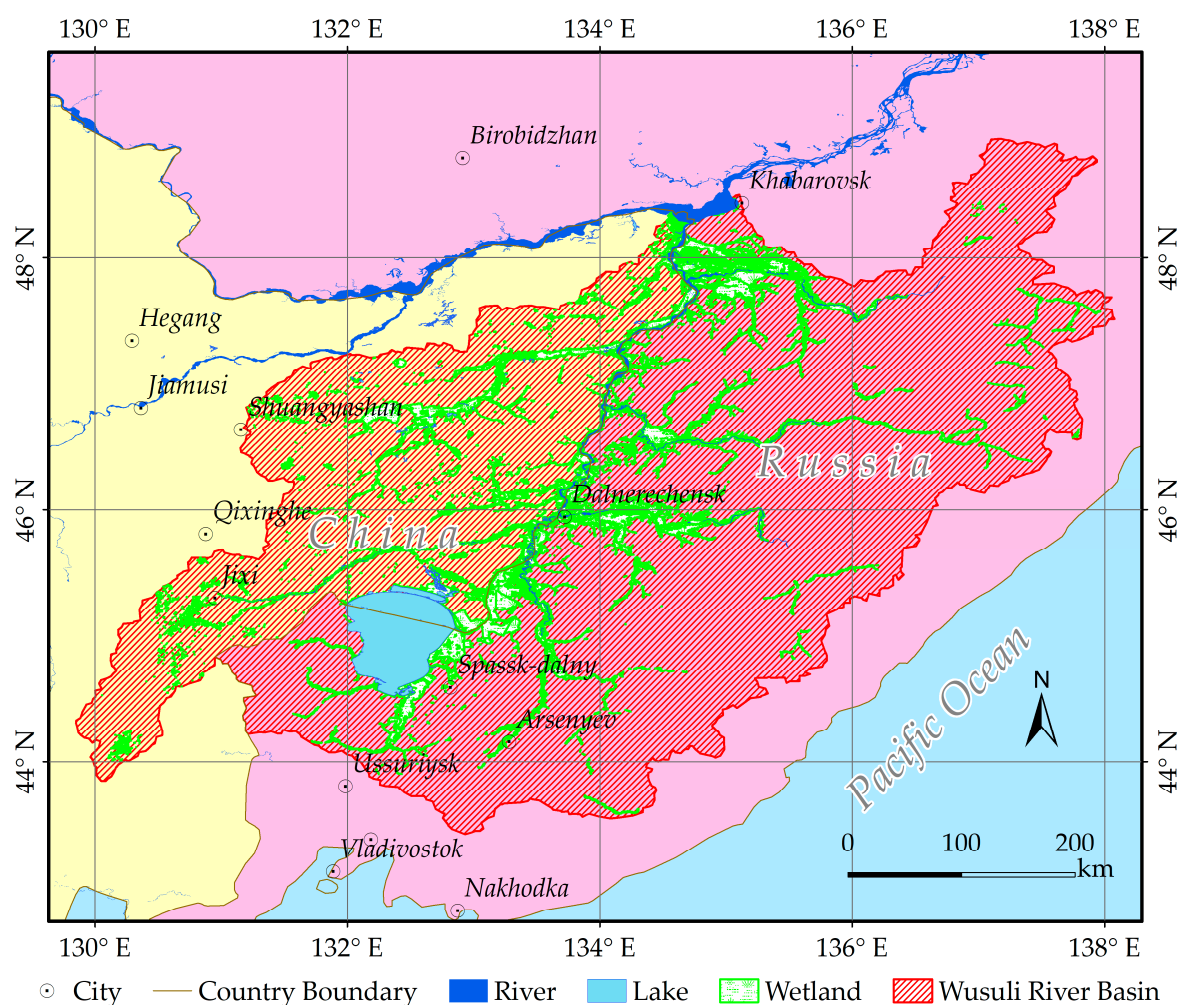 130° E 132° E 134° E 136° E 138° E
Birobidzhan
Khabarovsk
48° N 48° N
Hegang
Jiamusi
Shuangyashan
Russia
46° N 46° N
Dalnerechensk
Qixinghe
China
Jixi
Spassk-dalny
Pacific Ocean
N
Arsenyev
44° N 44° N
Ussuriysk
Vladivostok
0 100 200
km
Nakhodka
130° E 132° E 134° E 136° E 138° E
City Country Boundary River Lake Wetland Wusuli River Basin